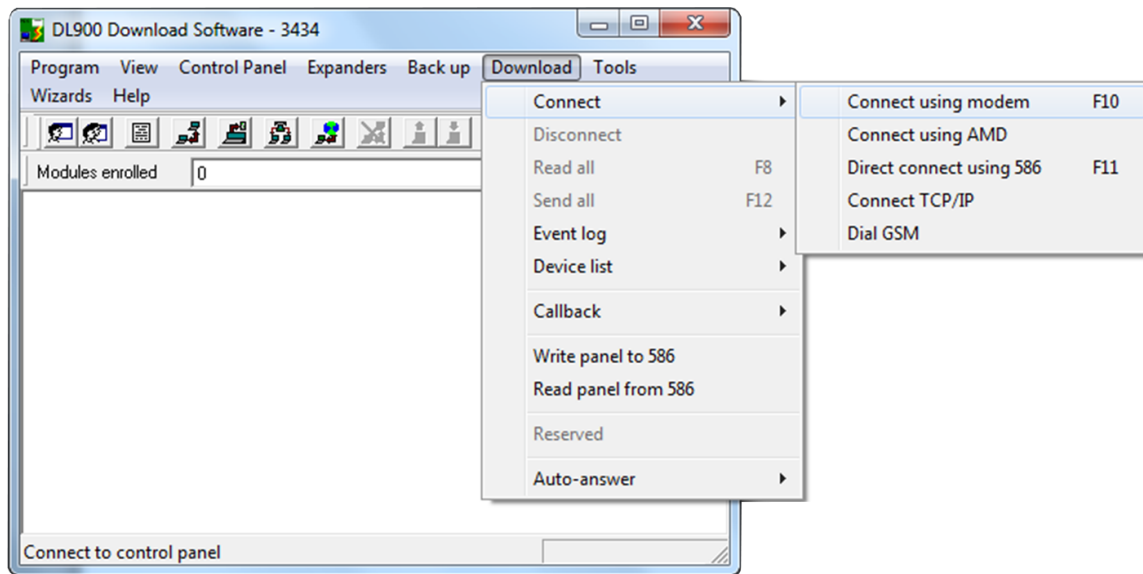 DL900 Download Software - 3434
Program View Control Panel Expanders Back up Download Tools
Wizards Help
Modules enrolled 0
Connect
Disconnect
Read all F8
Send all F12
Event log
Device list
Callback
Write panel to 586
Read panel from 586
Reserved
Auto-answer
Connect using modem F10
Connect using AMD
Direct connect using 586 F11
Connect TCP/IP
Dial GSM
Connect to control panel